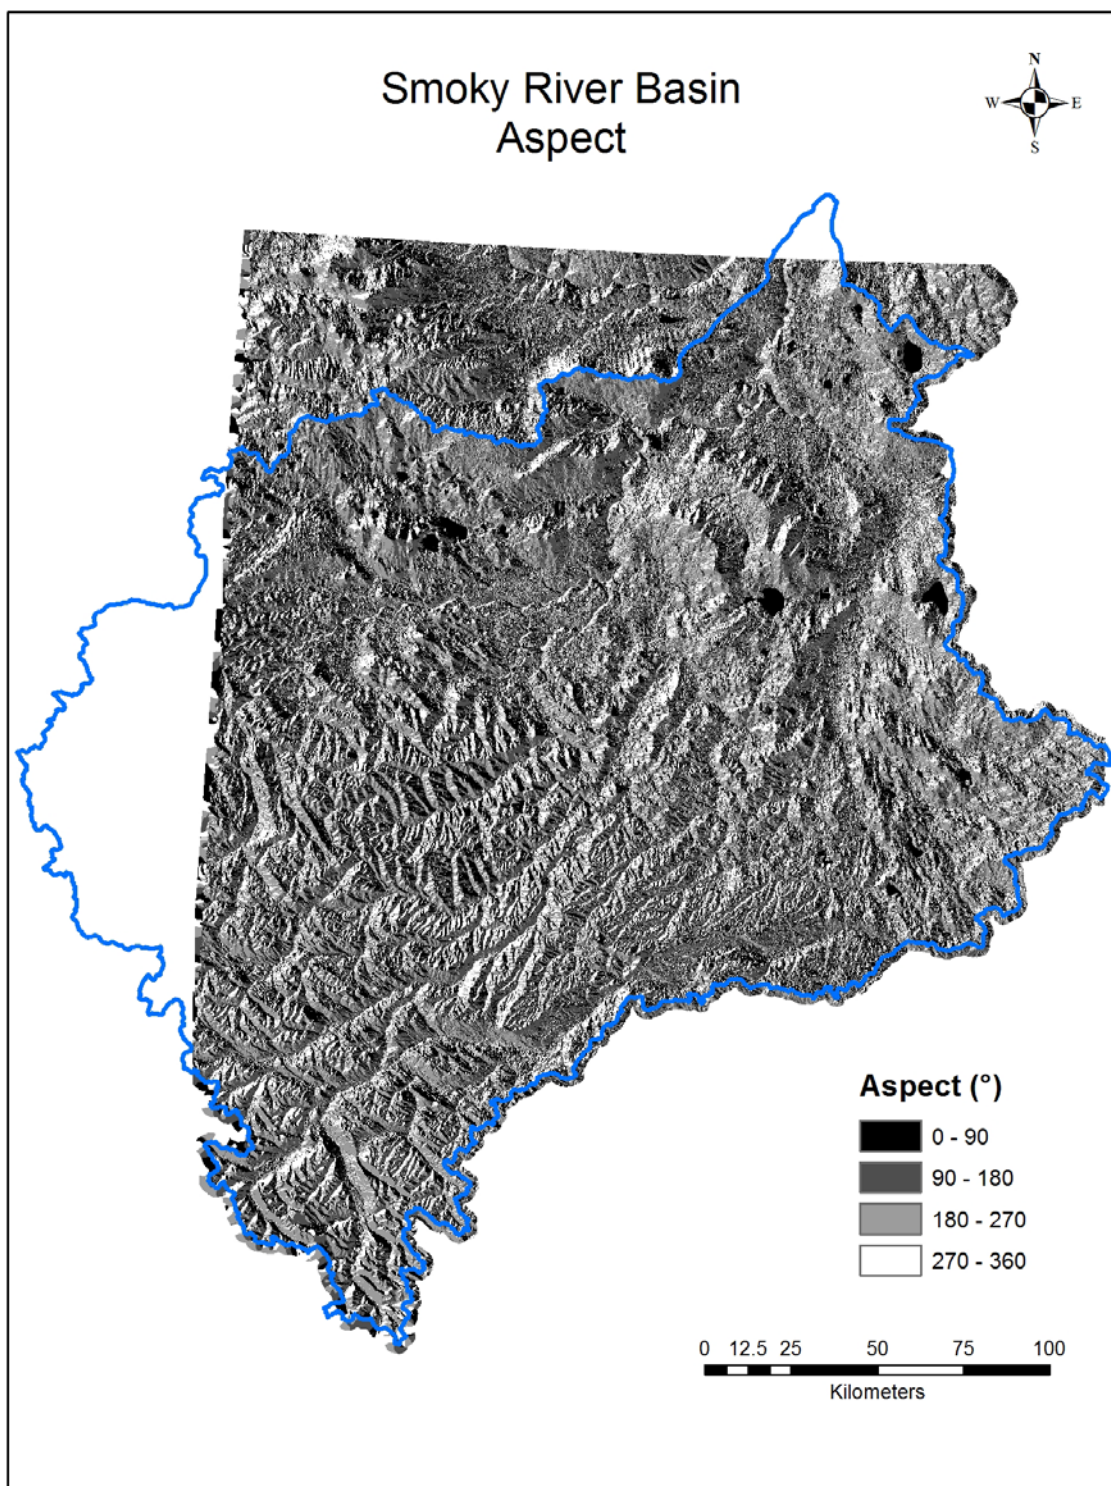 Smoky River Basin
Aspect
N
W E
S
Aspect (°)
0 - 90
90 - 180
180 - 270
270 - 360
0 12.5 25 50 75 100
Kilometers